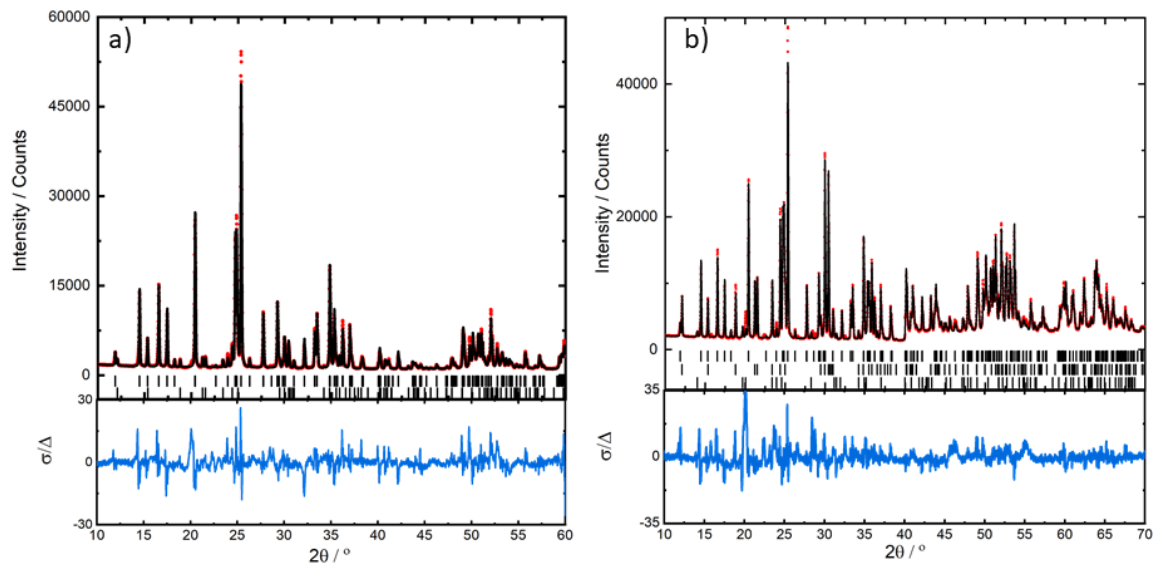 a)
60000
45000
30000
15000
0
Intensity / Counts
30
0
-30
σ/Δ
10 15 20 25 30 35 40 45 50 55 60
2θ / °
b)
40000
20000
0
Intensity / Counts
35
0
-35
σ/Δ
10 15 20 25 30 35 40 45 50 55 60 65 70
2θ / °